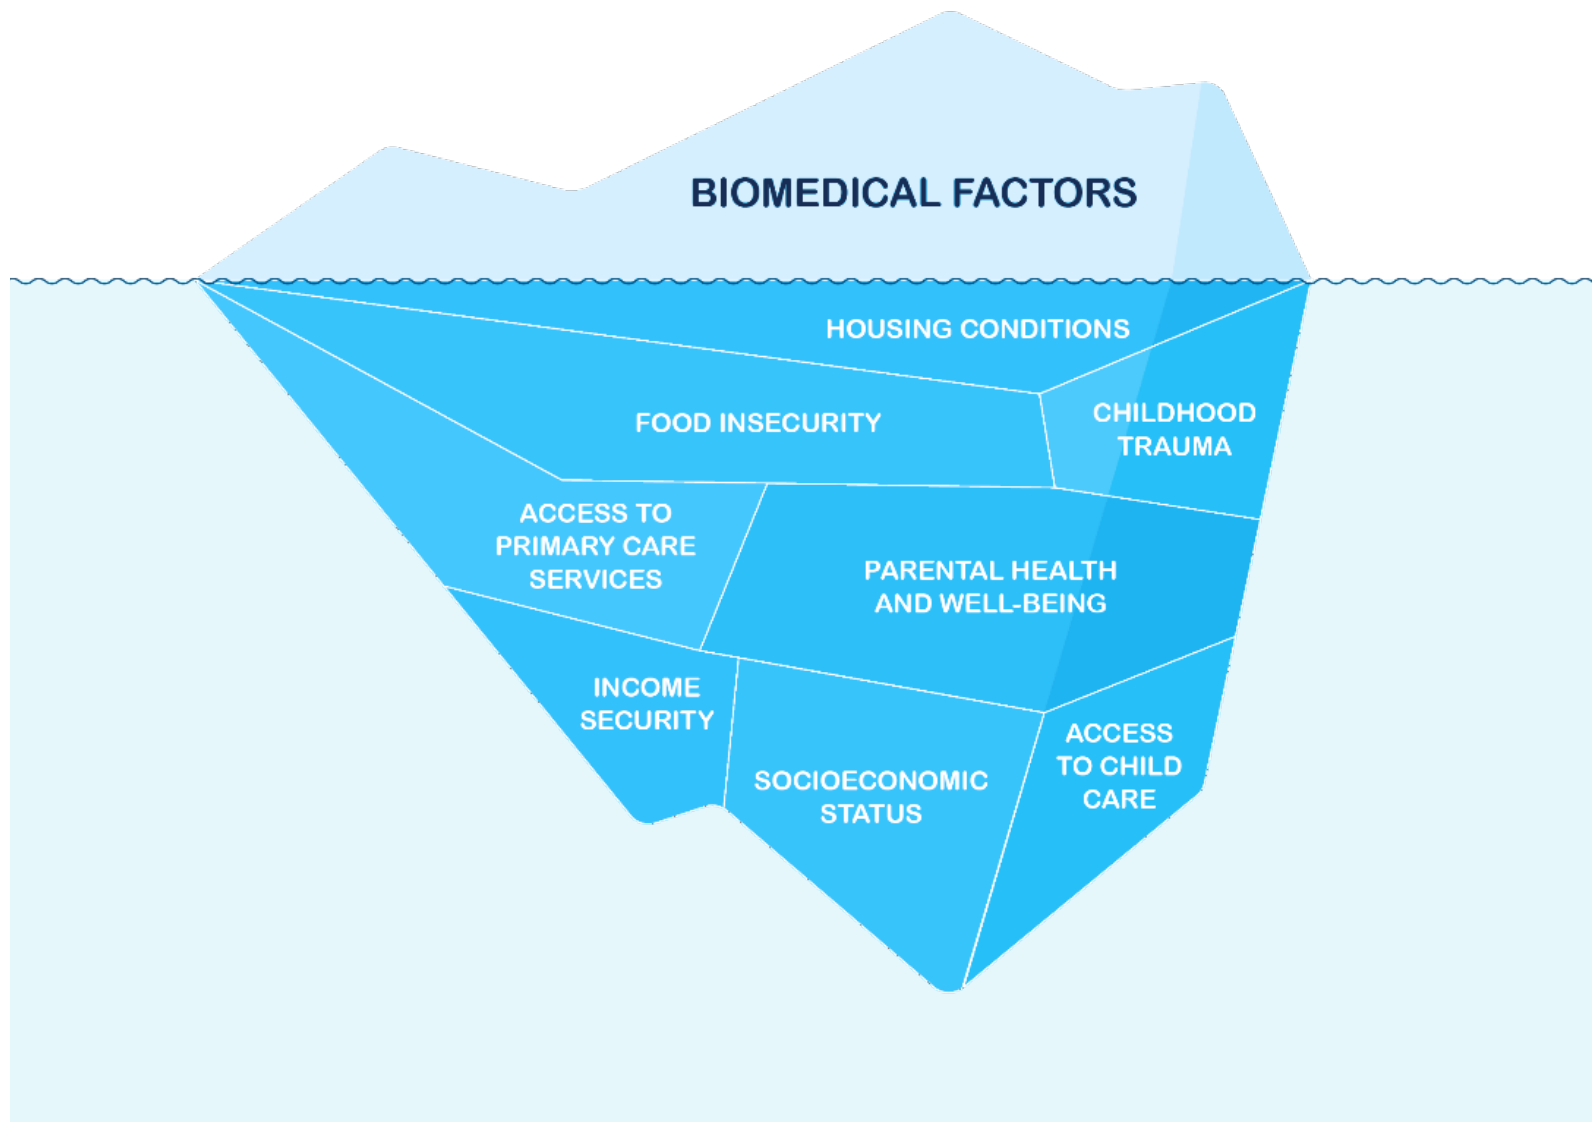 BIOMEDICAL FACTORS
HOUSING CONDITIONS
FOOD INSECURITY
CHILDHOOD
TRAUMA
ACCESS TO
PRIMARY CARE
SERVICES
PARENTAL HEALTH
AND WELL-BEING
INCOME
SECURITY
SOCIOECONOMIC
STATUS
ACCESS
TO CHILD
CARE